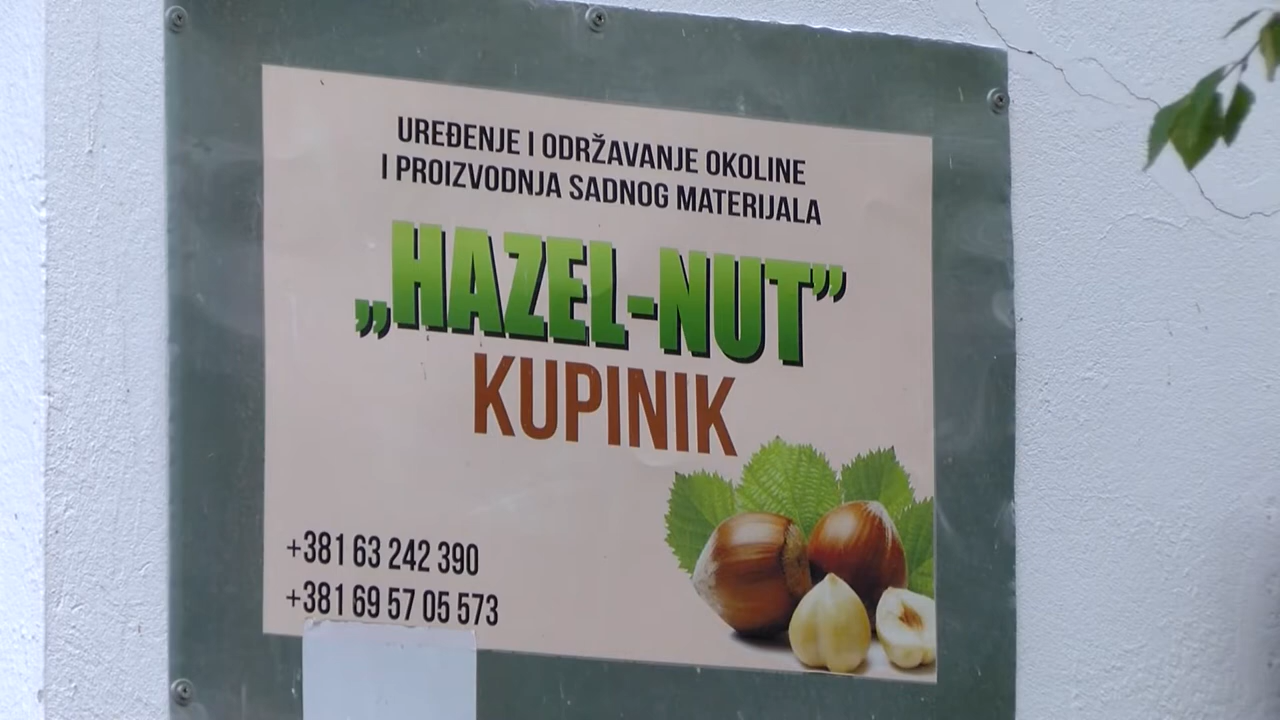 UREĐENJE I ODRŽAVANJE OKOLINE
I PROIZVODNJA SADNOG MATERIJALA
„HAZEL-NUT”
KUPINIK
+381 63 242 390
+381 69 57 05 573